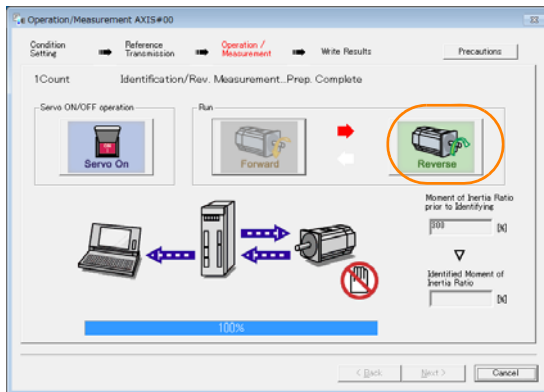 Operation/Measurement AXIS#00
Condition Setting
Reference Transmission
Operation / Measurement
Write Results
Precautions
1Count
Identification/Rev. Measurement...Prep. Complete
Servo ON/OFF operation
Run
Servo On
Forward
Reverse
Moment of Inertia Ratio
prior to Identifying
300 [%]
Identified Moment of
Inertia Ratio
[%]
100%
< Back
Next >
Cancel